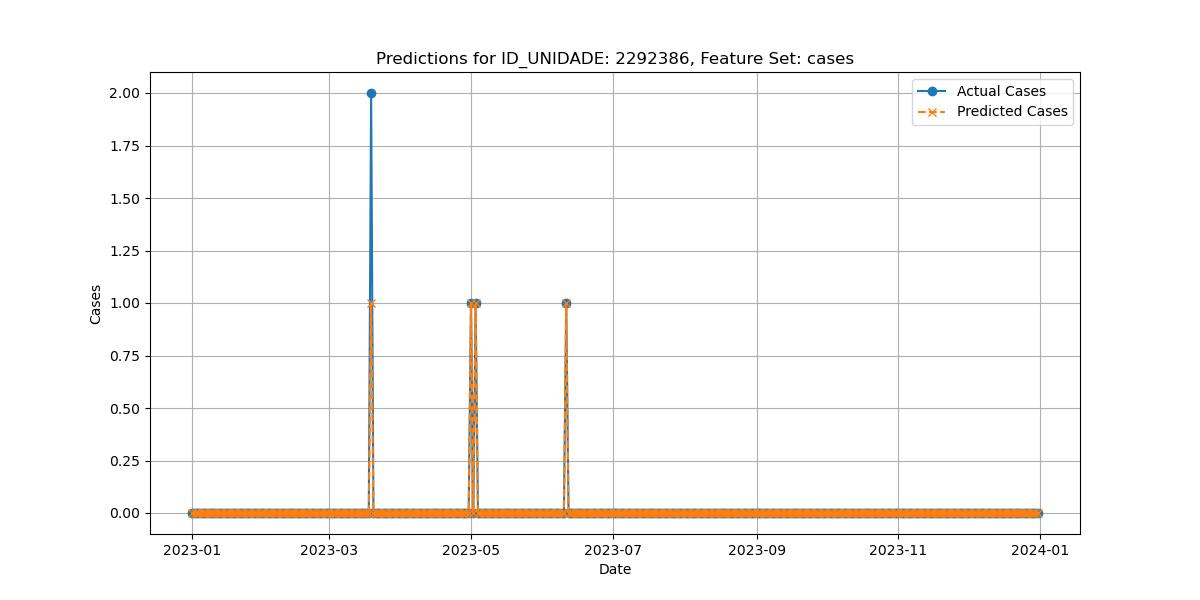 Predictions for ID_UNIDADE: 2292386, Feature Set: cases
Actual Cases
Predicted Cases
Cases
2.00
1.75
1.50
1.25
1.00
0.75
0.50
0.25
0.00
2023-01 2023-03 2023-05 2023-07 2023-09 2023-11 2024-01
Date